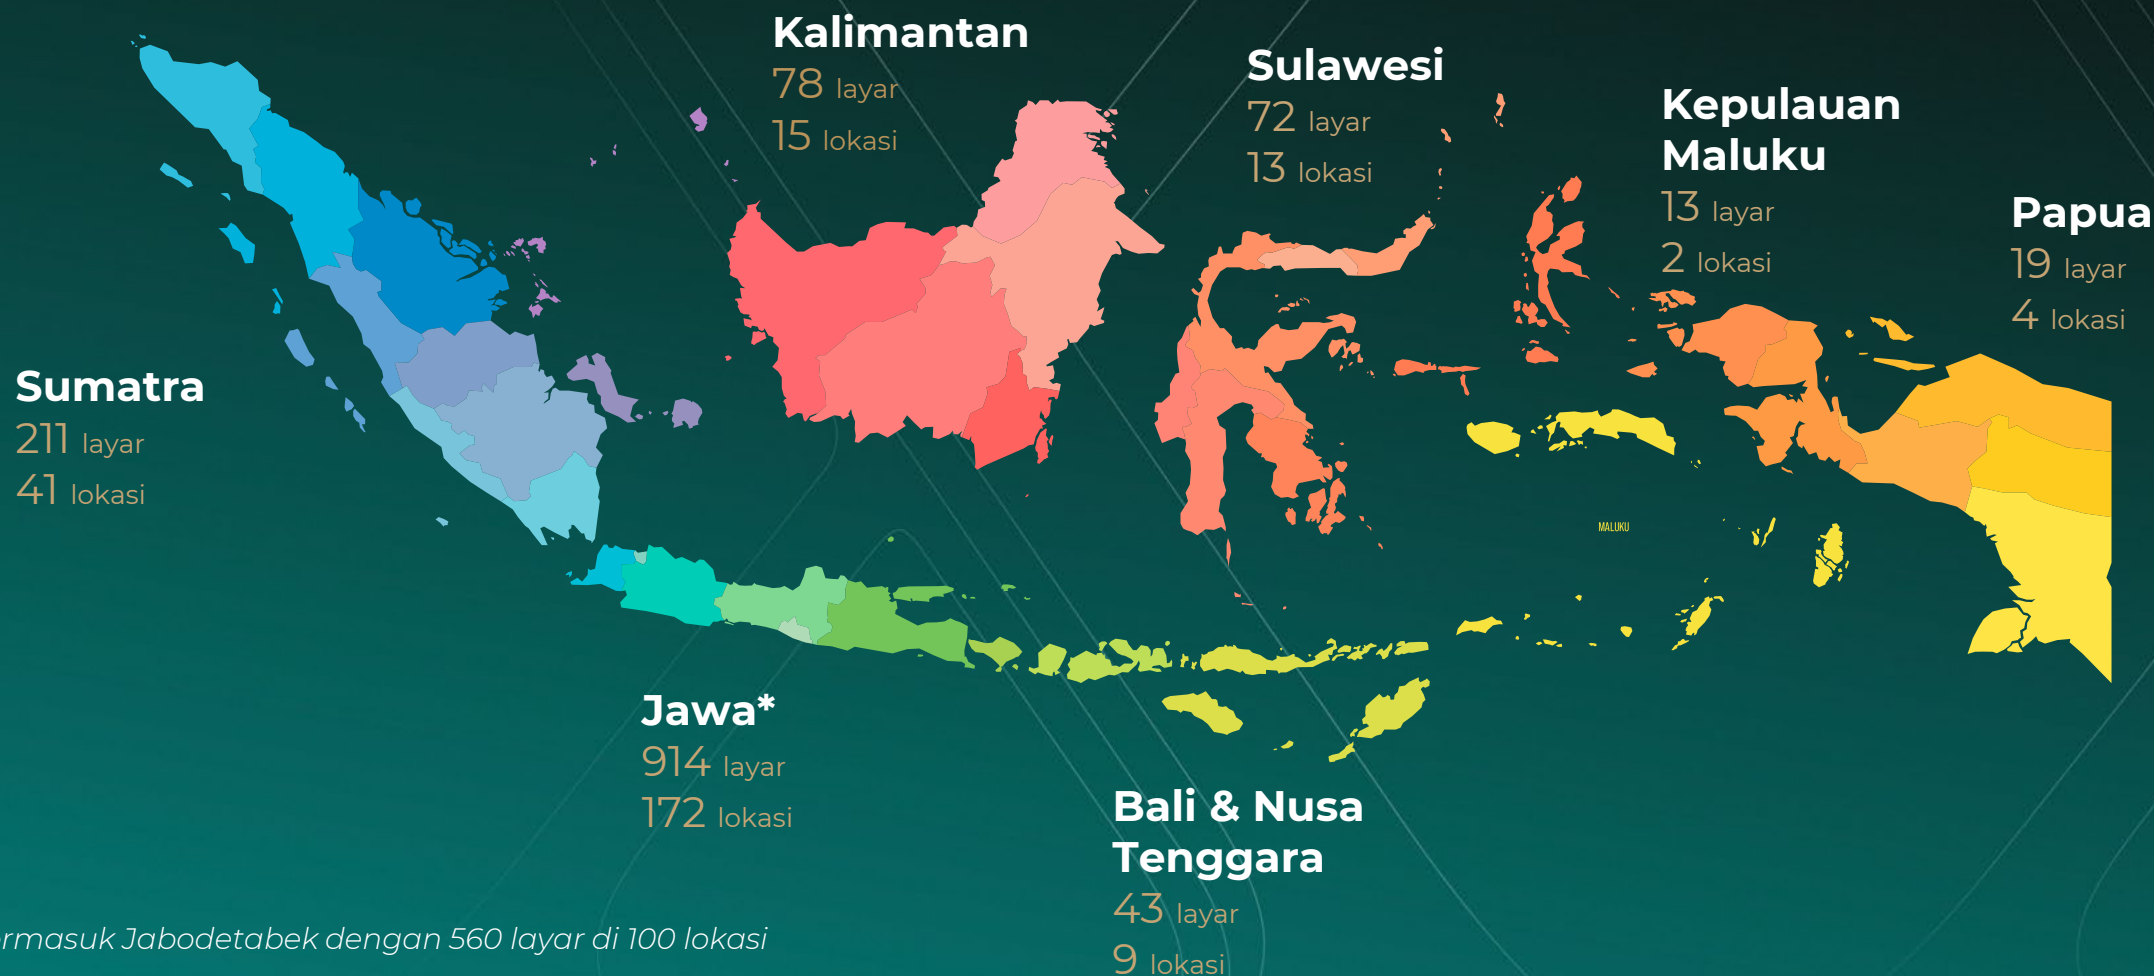 Kalimantan
78 layar
15 lokasi
Sulawesi
72 layar
13 lokasi
Kepulauan
Maluku
13 layar
2 lokasi
Papua
19 layar
4 lokasi
Sumatra
211 layar
41 lokasi
MALUKU
Jawa*
914 layar
172 lokasi
Bali & Nusa
Tenggara
43 layar
9 lokasi
rmasuk Jabodetabek dengan 560 layar di 100 lokasi